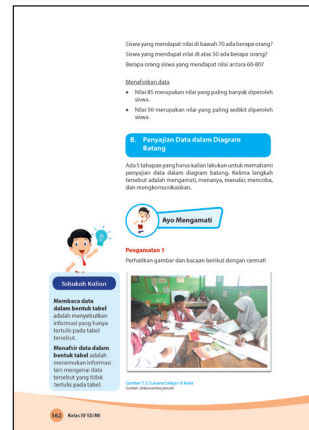 Siswa yang mendapat nilai di bawah 70 ada berapa orang?
Siswa yang mendapat nilai di atas 50 ada berapa orang?
Berapa orang siswa yang mendapat nilai antara 60-80?
Menafsirkan data
• Nilai 85 merupakan nilai yang paling banyak diperoleh
siswa.
• Nilai 50 merupakan nilai yang paling sedikit diperoleh
siswa.
B. Penyajian Data dalam Diagram
Batang
Ada 5 tahapan yang harus kalian lakukan untuk memahami
penyajian data dalam diagram batang. Kelima langkah
tersebut adalah mengamati, menanya, menalar, mencoba,
dan mengkomunikasikan.
Ayo Mengamati
Pengamatan 1
Perhatikan gambar dan bacaan berikut dengan cermat!
Tahukah Kalian
Membaca data
dalam bentuk tabel
adalah menyebutkan
informasi yang hanya
tertulis pada tabel
tersebut.
Menafsir data dalam
bentuk tabel adalah
menemukan informasi
lain mengenai data
tersebut yang tidak
tertulis pada tabel.
Gambar 5.3 Suasana belajar di kelas
Sumber: dokumentasi penulis
162 Kelas IV SD/MI